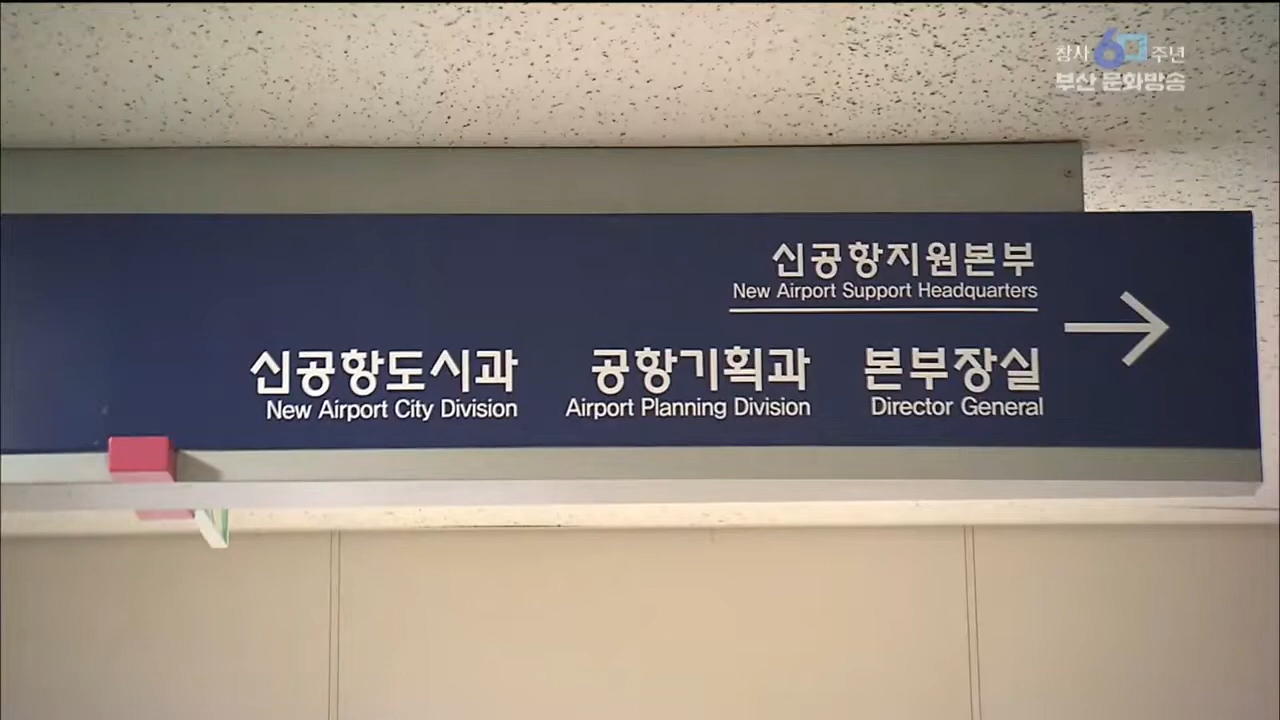 창사 60 주년
부산 문화방송
신공항지원본부
New Airport Support Headquarters
신공항도시과 공항기획과 본부장실
New Airport City Division Airport Planning Division Director General